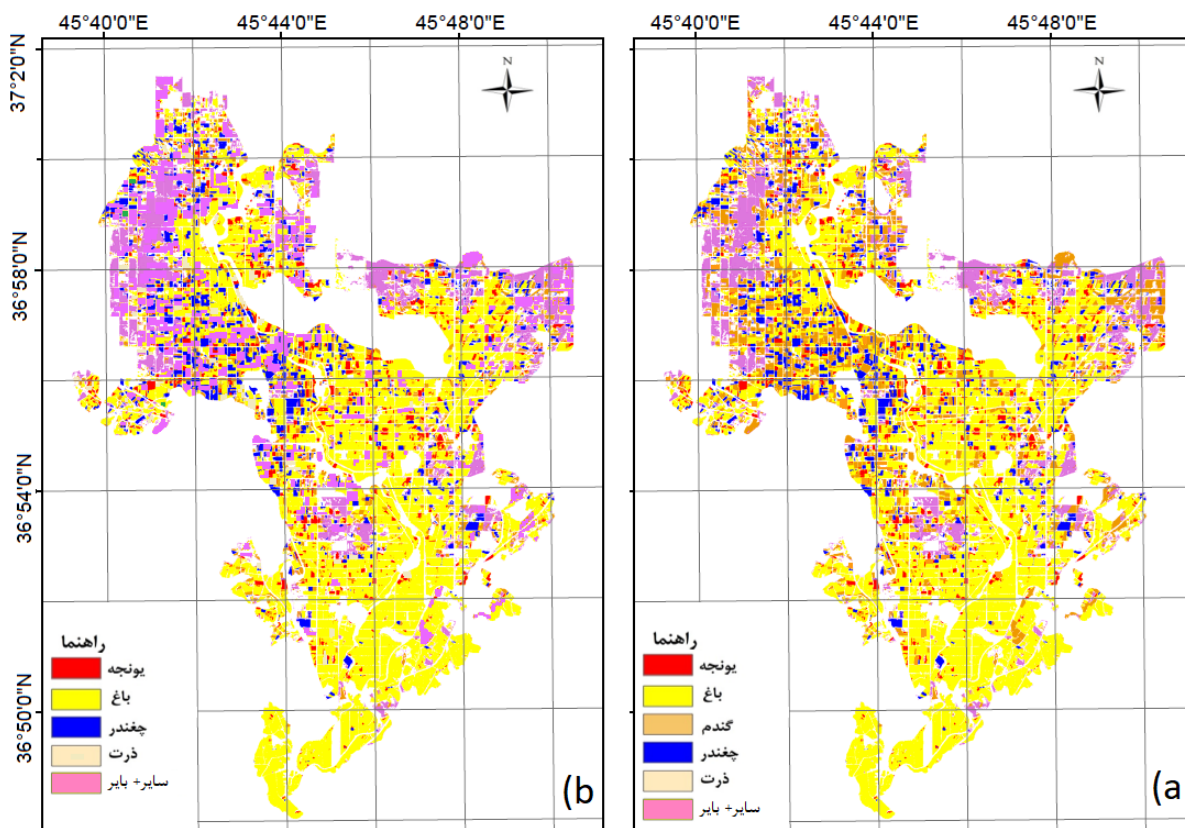 45°40'0"E 45°44'0"E 45°48'0"E
45°40'0"E 45°44'0"E 45°48'0"E
37°2'0"N
36°58'0"N
36°54'0"N
36°50'0"N
N
N
راهنما
یونجه
باغ
گندم
چغندر
ذرت
سایر+ بایر
(a)
راهنما
یونجه
باغ
چغندر
ذرت
سایر+ بایر
(b)